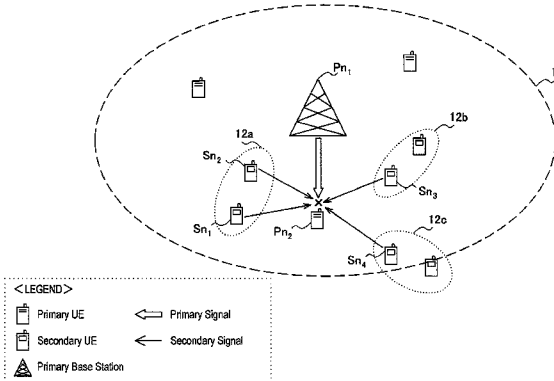 Pn1
1
12a
12b
Sn2
Sn3
12c
Sn1
Pn2
Sn4
<LEGEND>
Primary UE
Primary Signal
Secondary UE
Secondary Signal
Primary Base Station